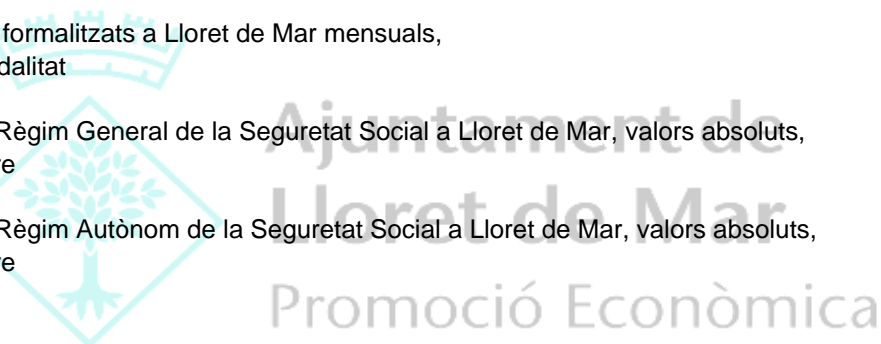 formalitzats a Lloret de Mar mensuals,
dalitat
Règim General de la Seguretat Social a Lloret de Mar, valors absoluts,
re
Règim Autònom de la Seguretat Social a Lloret de Mar, valors absoluts,
re
Ajuntament de
Lloret de Mar
Promoció Econòmica